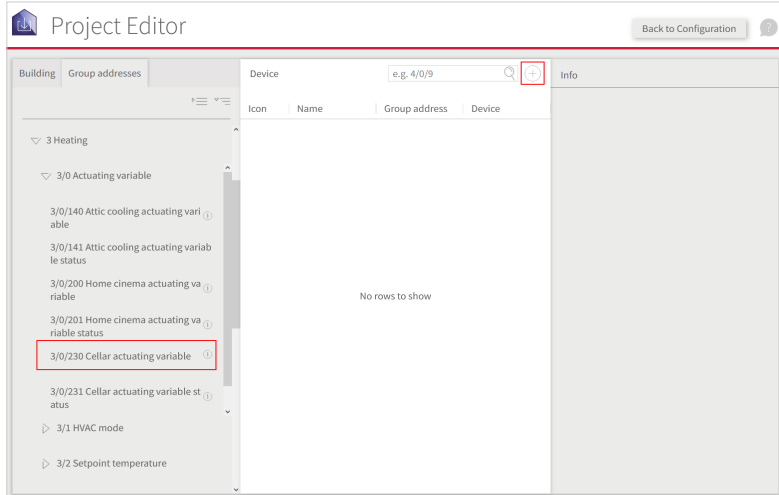 Project Editor
Back to Configuration
?
Building
Group addresses
Device
e.g. 4/0/9
Info
Icon
Name
Group address
Device
3 Heating
3/0 Actuating variable
3/0/140 Attic cooling actuating vari
able
3/0/141 Attic cooling actuating variab
le status
3/0/200 Home cinema actuating va
riable
3/0/201 Home cinema actuating va
riable status
3/0/230 Cellar actuating variable
3/0/231 Cellar actuating variable st
atus
3/1 HVAC mode
3/2 Setpoint temperature
No rows to show